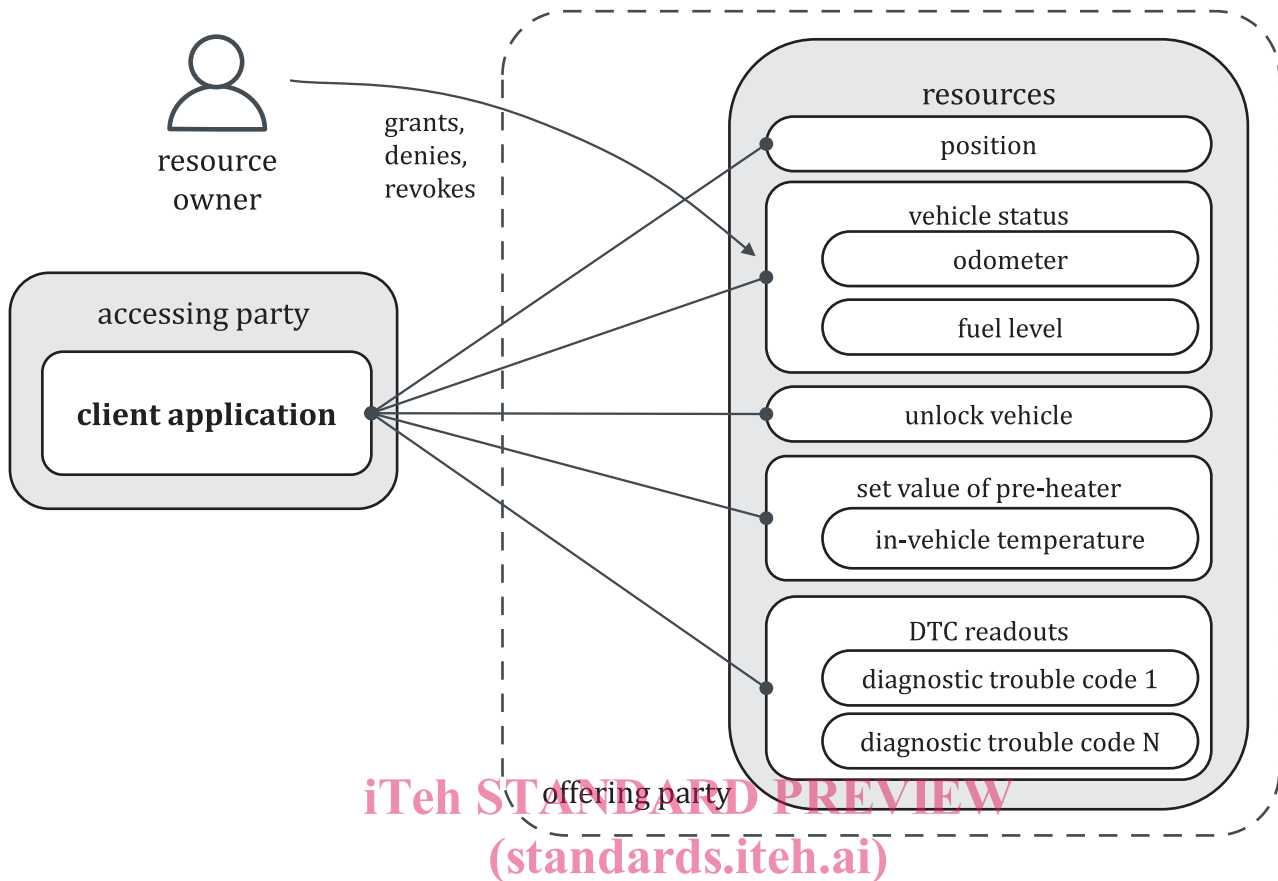 resource
owner
grants,
denies,
revokes
accessing party
client application
resources
position
vehicle status
odometer
fuel level
unlock vehicle
set value of pre-heater
in-vehicle temperature
DTC readouts
diagnostic trouble code 1
diagnostic trouble code N
offering party
iTeh STANDARD PREVIEW
(standards.iteh.ai)